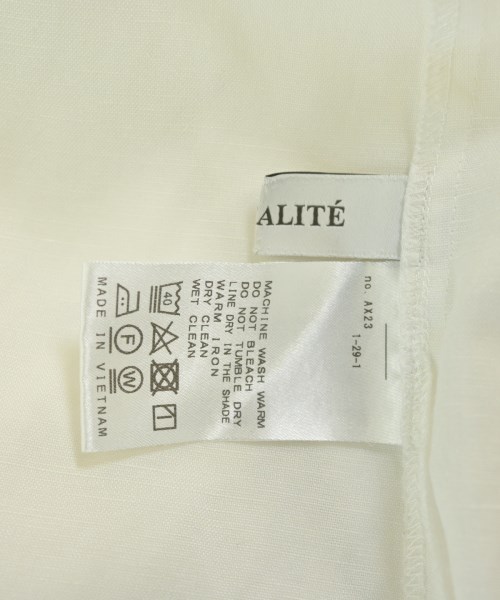 ALITÉ
no. AX23
1-29-1
MACHINE WASH WARM
DO NOT BLEACH
DO NOT TUMBLE DRY
LINE DRY IN THE SHADE
WARM IRON
DRY CLEAN
WET CLEAN
40
F W
MADE IN VIETNAM